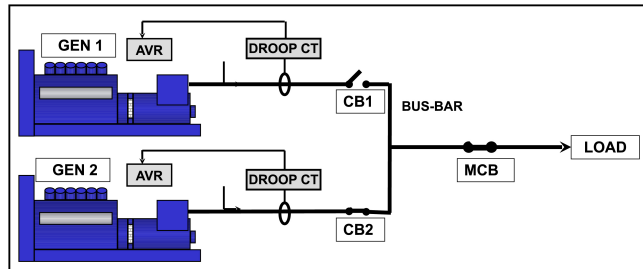 GEN 1
AVR
DROOP CT
CB1
BUS-BAR
GEN 2
AVR
DROOP CT
CB2
MCB
LOAD